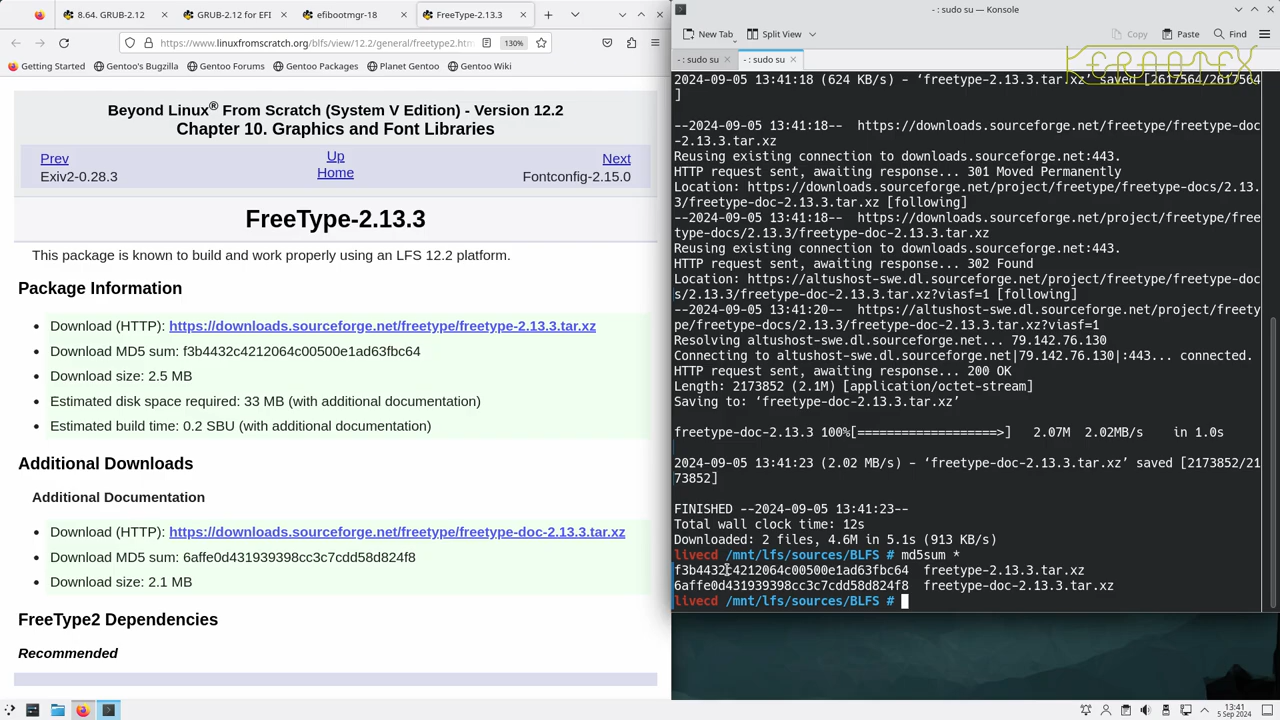 8.64. GRUB-2.12
GRUB-2.12 for EFI
efibootmgr-18
FreeType-2.13.3
https://www.linuxfromscratch.org/blfs/view/12.2/general/freetype2.htm
130%
Getting Started
Gentoo's Bugzilla
Gentoo Forums
Gentoo Packages
Planet Gentoo
Gentoo Wiki
Beyond Linux® From Scratch (System V Edition) - Version 12.2
Chapter 10. Graphics and Font Libraries
Prev
Up
Next
Exiv2-0.28.3
Home
Fontconfig-2.15.0
FreeType-2.13.3
This package is known to build and work properly using an LFS 12.2 platform.
Package Information
Download (HTTP): https://downloads.sourceforge.net/freetype/freetype-2.13.3.tar.xz
Download MD5 sum: f3b4432c4212064c00500e1ad63fbc64
Download size: 2.5 MB
Estimated disk space required: 33 MB (with additional documentation)
Estimated build time: 0.2 SBU (with additional documentation)
Additional Downloads
Additional Documentation
Download (HTTP): https://downloads.sourceforge.net/freetype/freetype-doc-2.13.3.tar.xz
Download MD5 sum: 6affe0d431939398cc3c7cdd58d824f8
Download size: 2.1 MB
FreeType2 Dependencies
Recommended
- : sudo su — Konsole
New Tab
Split View
Copy
Paste
Find
- : sudo su
- : sudo su
KERNOTEX
2024-09-05 13:41:18 (624 KB/s) - ‘freetype-2.13.3.tar.xz’ saved [2617564/2617564
]
--2024-09-05 13:41:18--  https://downloads.sourceforge.net/freetype/freetype-doc
-2.13.3.tar.xz
Reusing existing connection to downloads.sourceforge.net:443.
HTTP request sent, awaiting response... 301 Moved Permanently
Location: https://downloads.sourceforge.net/project/freetype/freetype-docs/2.13.
3/freetype-doc-2.13.3.tar.xz [following]
--2024-09-05 13:41:18--  https://downloads.sourceforge.net/project/freetype/free
type-docs/2.13.3/freetype-doc-2.13.3.tar.xz
Reusing existing connection to downloads.sourceforge.net:443.
HTTP request sent, awaiting response... 302 Found
Location: https://altushost-swe.dl.sourceforge.net/project/freetype/freetype-doc
s/2.13.3/freetype-doc-2.13.3.tar.xz?viasf=1 [following]
--2024-09-05 13:41:20--  https://altushost-swe.dl.sourceforge.net/project/freety
pe/freetype-docs/2.13.3/freetype-doc-2.13.3.tar.xz?viasf=1
Resolving altushost-swe.dl.sourceforge.net... 79.142.76.130
Connecting to altushost-swe.dl.sourceforge.net|79.142.76.130|:443... connected.
HTTP request sent, awaiting response... 200 OK
Length: 2173852 (2.1M) [application/octet-stream]
Saving to: ‘freetype-doc-2.13.3.tar.xz’
freetype-doc-2.13.3 100%[===================>]   2.07M  2.02MB/s    in 1.0s
2024-09-05 13:41:23 (2.02 MB/s) - ‘freetype-doc-2.13.3.tar.xz’ saved [2173852/21
73852]
FINISHED --2024-09-05 13:41:23--
Total wall clock time: 12s
Downloaded: 2 files, 4.6M in 5.1s (913 KB/s)
livecd /mnt/lfs/sources/BLFS # md5sum *
f3b4432c4212064c00500e1ad63fbc64  freetype-2.13.3.tar.xz
6affe0d431939398cc3c7cdd58d824f8  freetype-doc-2.13.3.tar.xz
livecd /mnt/lfs/sources/BLFS #
13:41
5 Sep 2024